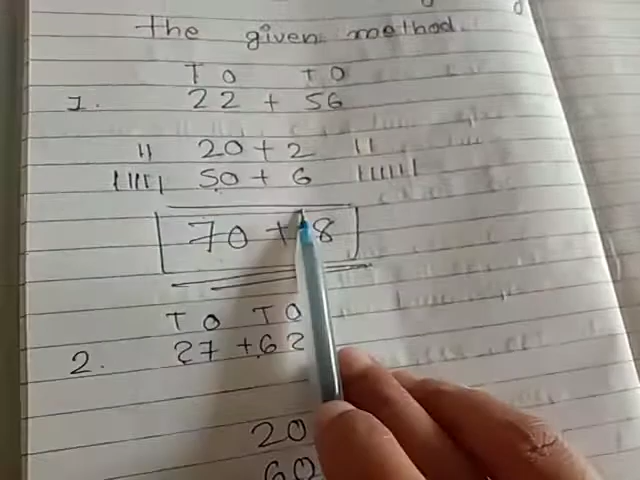 the given method.
T O T O
1. 22 + 56
|| 20 + 2 ||
||||| 50 + 6 ||||||
70 + 8
T O T O
2. 27 + 62
20
60